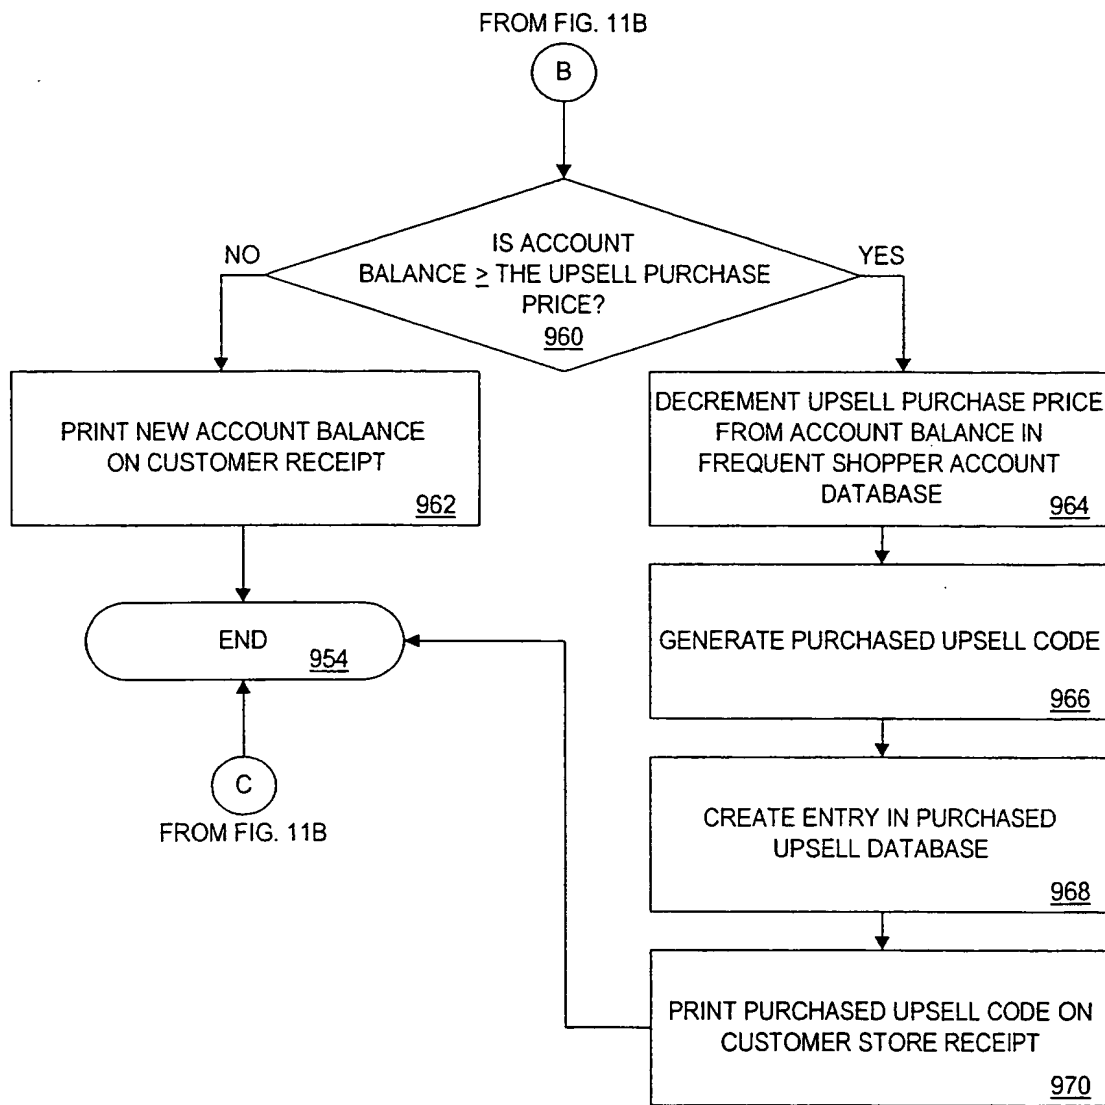 FROM FIG. 11B
B
IS ACCOUNT
BALANCE ≥ THE UPSELL PURCHASE
PRICE?
960
NO
YES
PRINT NEW ACCOUNT BALANCE
ON CUSTOMER RECEIPT
962
DECREMENT UPSELL PURCHASE PRICE
FROM ACCOUNT BALANCE IN
FREQUENT SHOPPER ACCOUNT
DATABASE
964
END
954
GENERATE PURCHASED UPSELL CODE
966
C
FROM FIG. 11B
CREATE ENTRY IN PURCHASED
UPSELL DATABASE
968
PRINT PURCHASED UPSELL CODE ON
CUSTOMER STORE RECEIPT
970